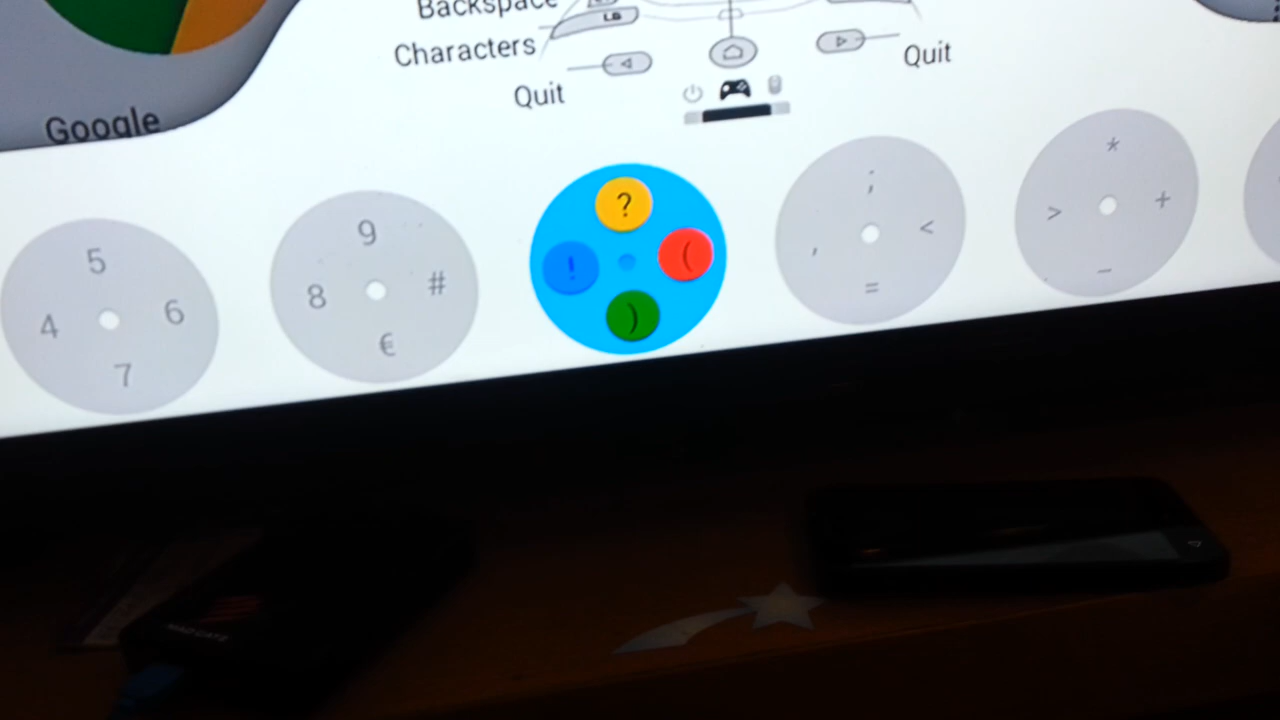 Backspace
LB
Characters
Quit
Quit
Google
5
4 6
7
9
8 #
€
?
! (
)
;
, <
=
*
> +
–